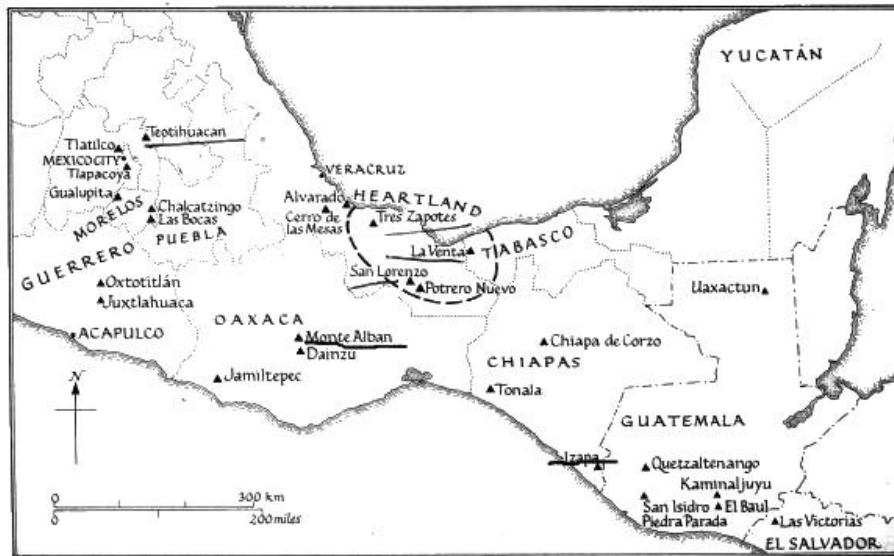 YUCATÁN
Teotihuacan
Tlatilco
MEXICO CITY
Tlapacoya
Gualupita
Chalcatzingo
Las Bocas
MORELOS
PUEBLA
GUERRERO
Oxtotitlán
Juxtlahuaca
ACAPULCO
VERACRUZ
Alvarado
HEARTLAND
Cerro de
las Mesas
Tres Zapotes
La Venta
TABASCO
San Lorenzo
Potrero Nuevo
Uaxactun
OAXACA
Monte Alban
Dainzu
Jamiltepec
Chiapa de Corzo
CHIAPAS
Tonala
GUATEMALA
Izapa
Quetzaltenango
Kaminaljuyu
San Isidro
Piedra Parada
El Baul
Las Victorias
EL SALVADOR
N
0 300 km
0 200 miles